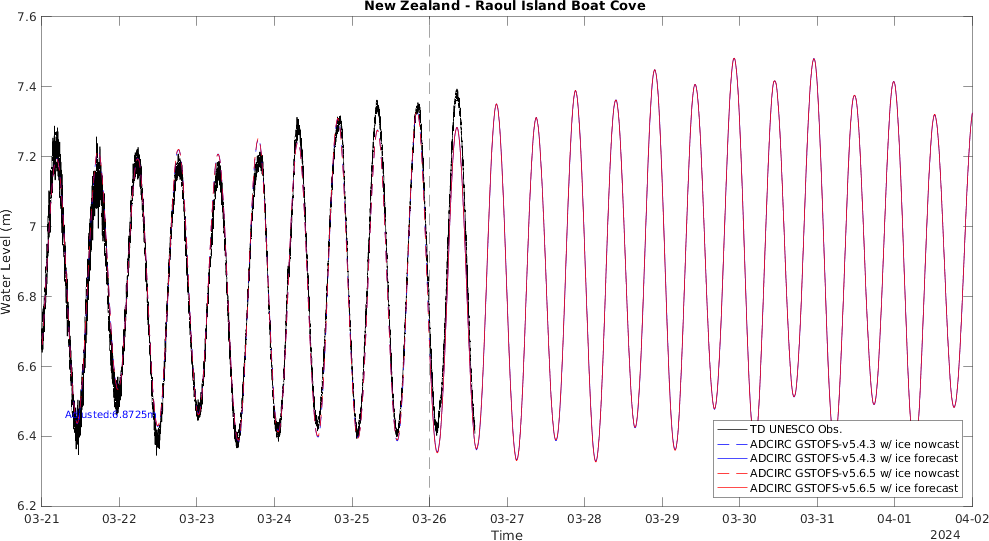 New Zealand - Raoul Island Boat Cove
7.6
7.4
7.2
7
6.8
6.6
6.4
6.2
Water Level (m)
Adjusted:6.8725m
TD UNESCO Obs.
ADCIRC GSTOFS-v5.4.3 w/ ice nowcast
ADCIRC GSTOFS-v5.4.3 w/ ice forecast
ADCIRC GSTOFS-v5.6.5 w/ ice nowcast
ADCIRC GSTOFS-v5.6.5 w/ ice forecast
03-21 03-22 03-23 03-24 03-25 03-26 03-27 03-28 03-29 03-30 03-31 04-01 04-02
Time
2024